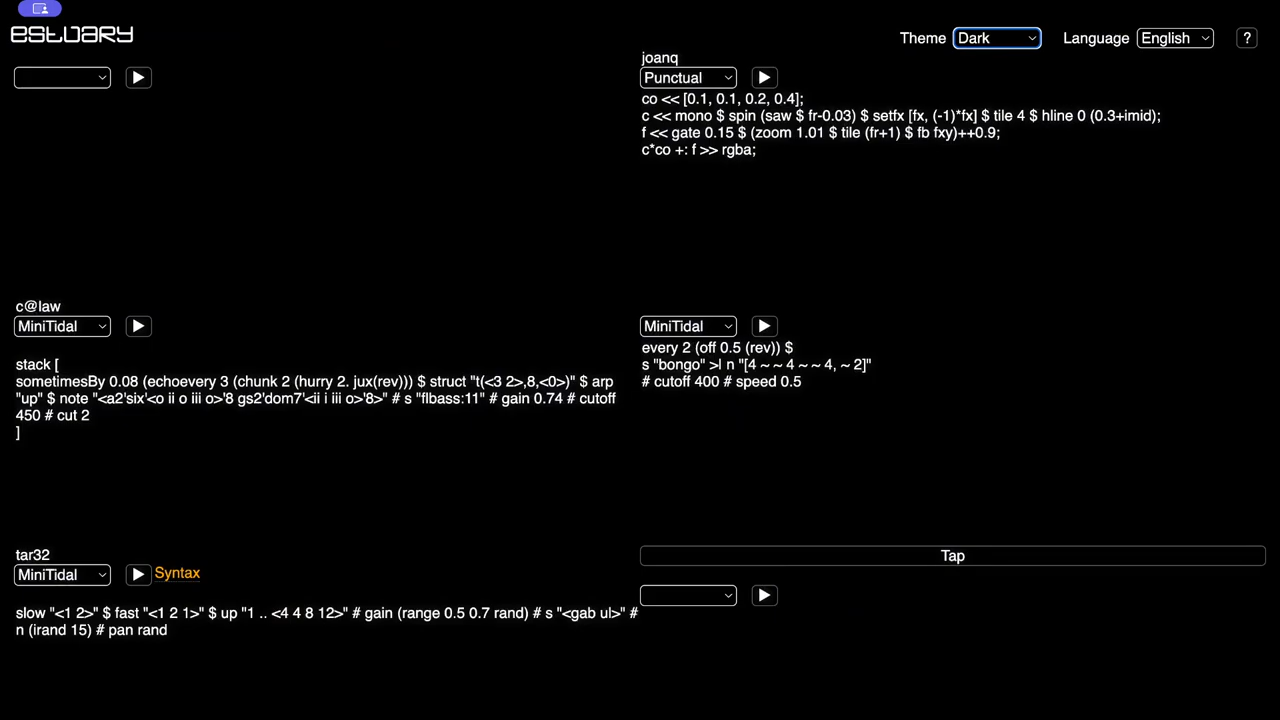 estuary
Theme Dark Language English ?
joanq
Punctual
co << [0.1, 0.1, 0.2, 0.4];
c << mono $ spin (saw $ fr-0.03) $ setfx [fx, (-1)*fx] $ tile 4 $ hline 0 (0.3+imid);
f << gate 0.15 $ (zoom 1.01 $ tile (fr+1) $ fb fxy)++0.9;
c*co +: f >> rgba;
c@law
MiniTidal
stack [
sometimesBy 0.08 (echoevery 3 (chunk 2 (hurry 2. jux(rev))) $ struct "t(<3 2>,8,<0>)" $ arp
"up" $ note "<a2'six'<o ii o iii o>'8 gs2'dom7'<ii i iii o>'8>" # s "flbass:11" # gain 0.74 # cutoff
450 # cut 2
]
MiniTidal
every 2 (off 0.5 (rev)) $
s "bongo" >| n "[4 ~ ~ 4 ~ ~ 4, ~ 2]"
# cutoff 400 # speed 0.5
tar32
MiniTidal Syntax
slow "<1 2>" $ fast "<1 2 1>" $ up "1 .. <4 4 8 12>" # gain (range 0.5 0.7 rand) # s "<gab ul>" #
n (irand 15) # pan rand
Tap